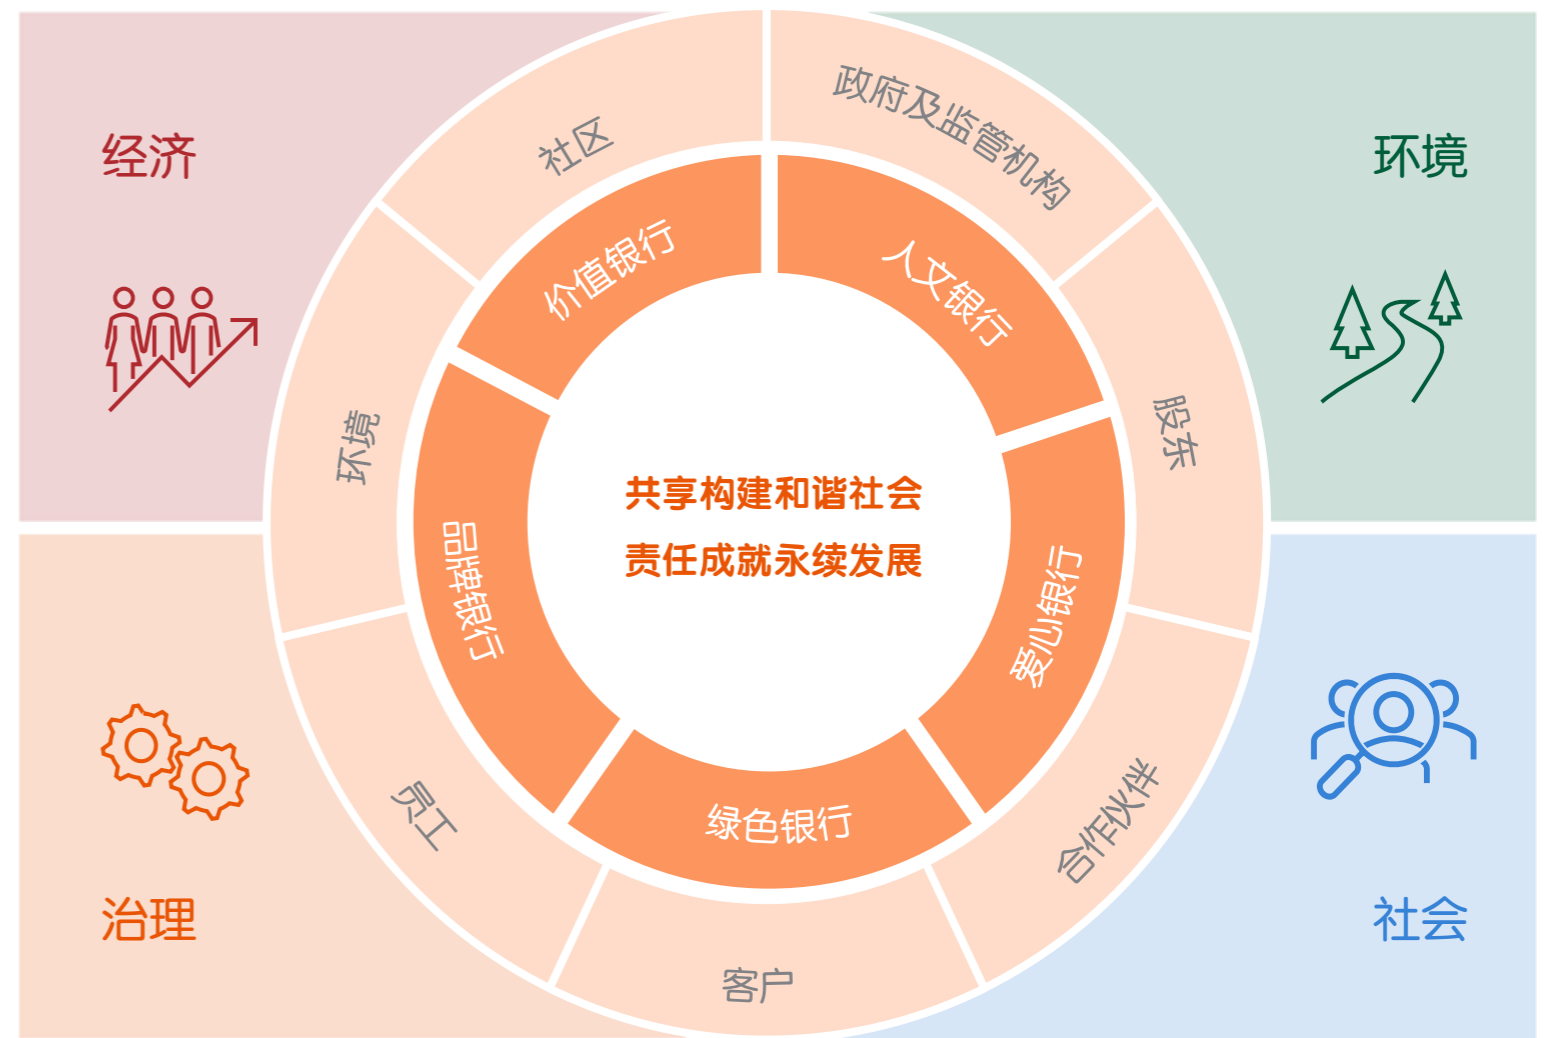 经济
环境
社区
政府及监管机构
价值银行
人文银行
环境
股东
共享构建和谐社会
责任成就永续发展
品牌银行
爱心银行
员工
绿色银行
合作伙伴
治理
社会
客户